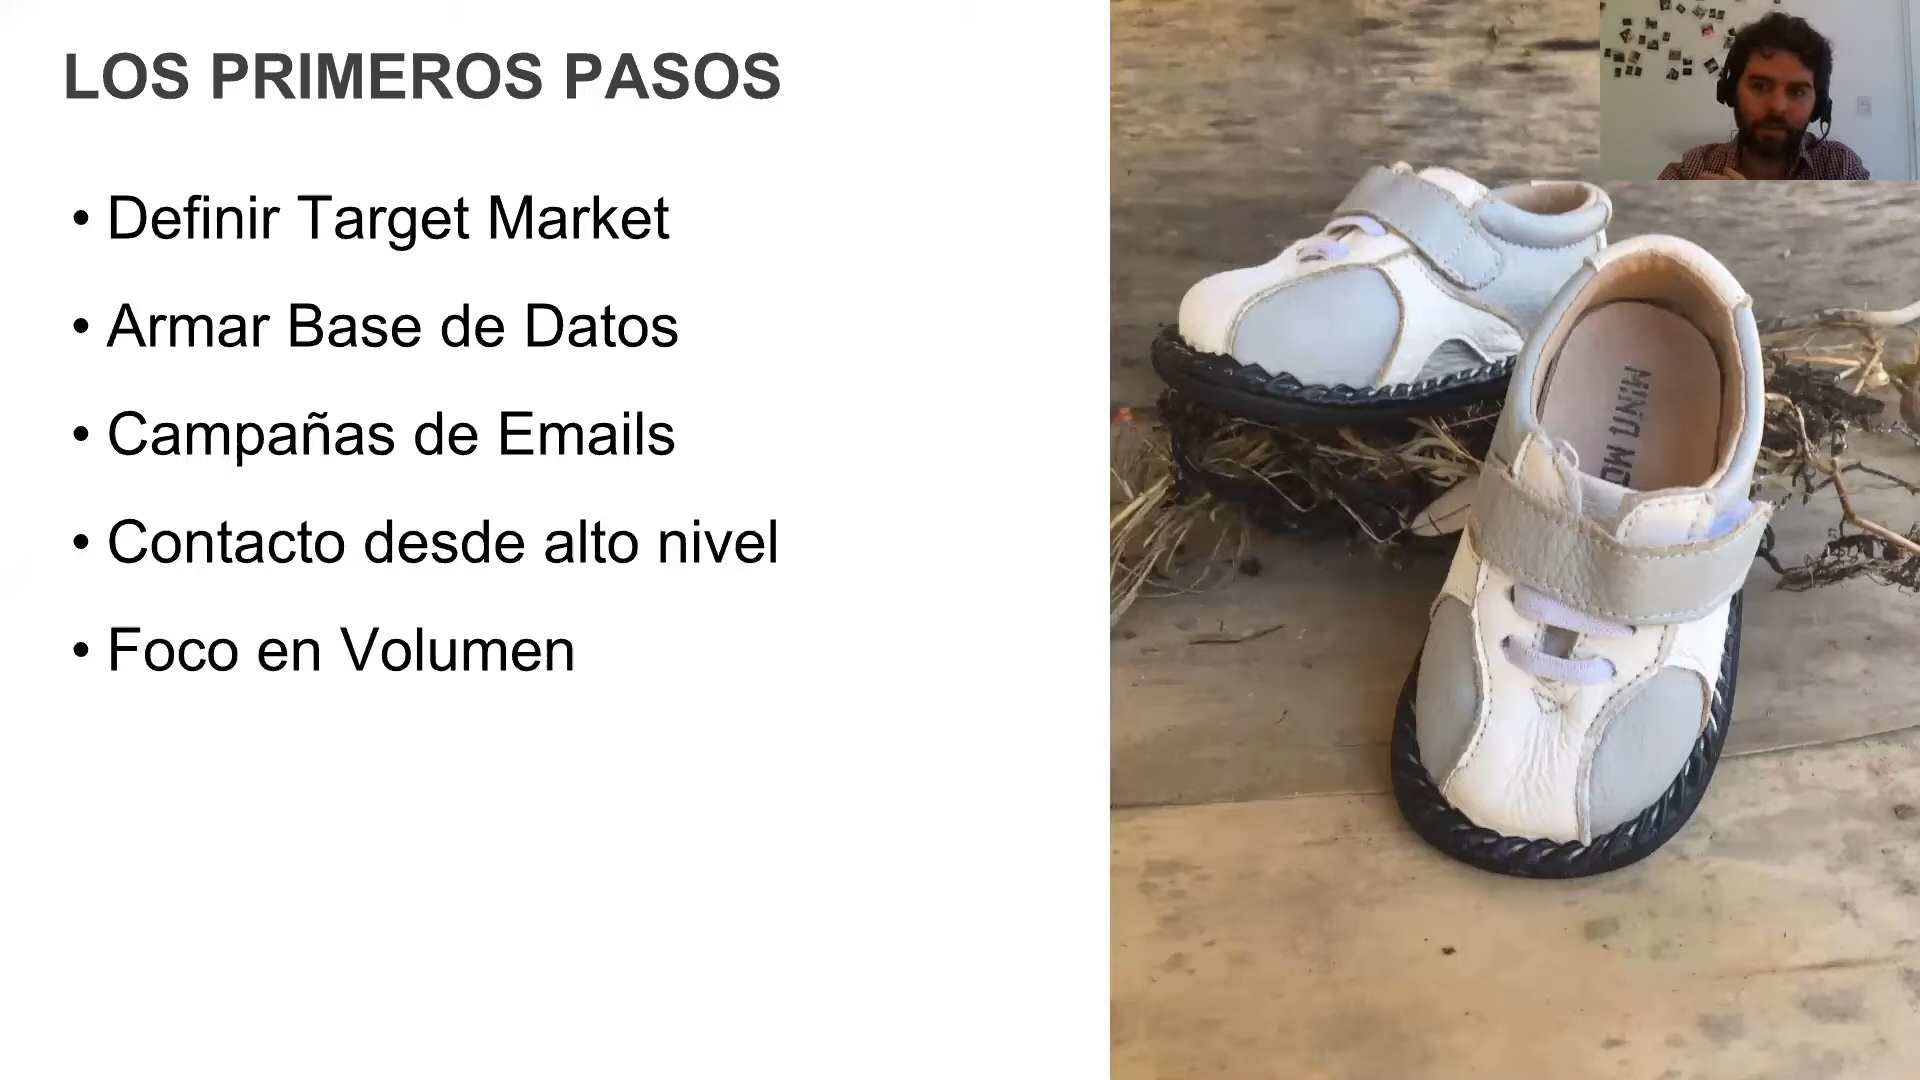 LOS PRIMEROS PASOS
• Definir Target Market
• Armar Base de Datos
• Campañas de Emails
• Contacto desde alto nivel
• Foco en Volumen